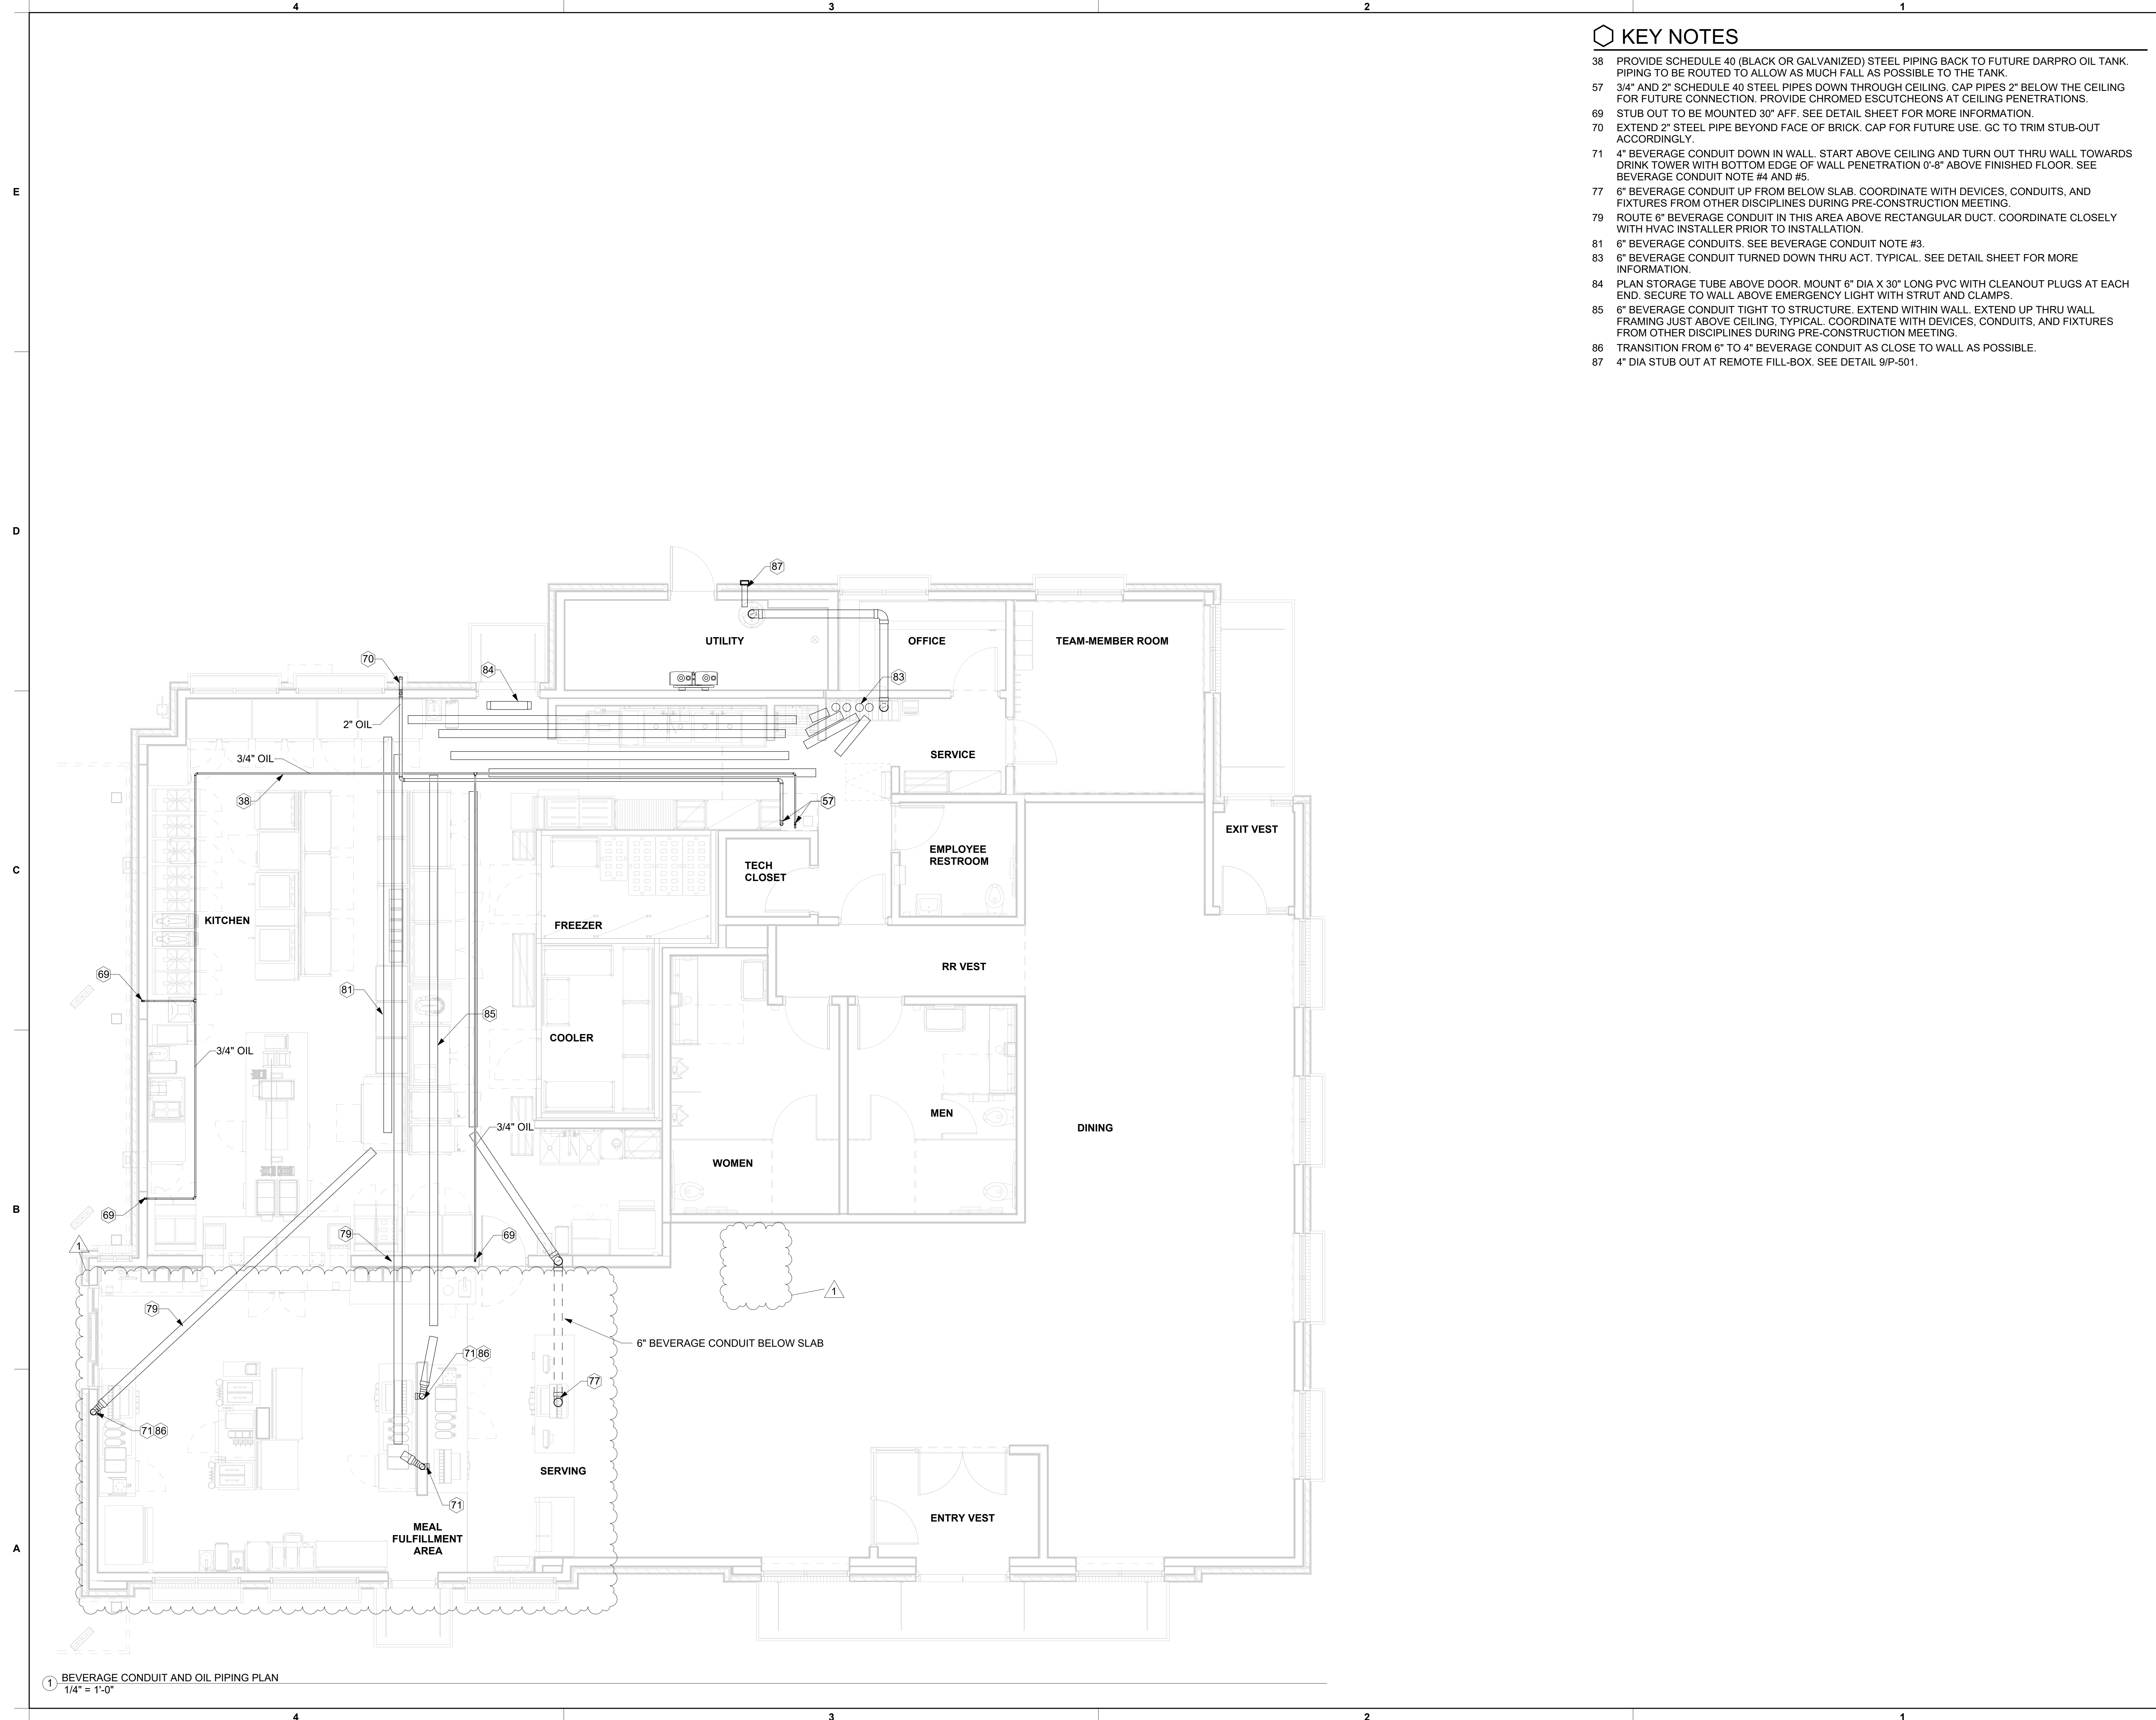 4 3 2 1
KEY NOTES
38 PROVIDE SCHEDULE 40 (BLACK OR GALVANIZED) STEEL PIPING BACK TO FUTURE DARPRO OIL TANK.
PIPING TO BE ROUTED TO ALLOW AS MUCH FALL AS POSSIBLE TO THE TANK.
57 3/4" AND 2" SCHEDULE 40 STEEL PIPES DOWN THROUGH CEILING. CAP PIPES 2" BELOW THE CEILING
FOR FUTURE CONNECTION. PROVIDE CHROMED ESCUTCHEONS AT CEILING PENETRATIONS.
69 STUB OUT TO BE MOUNTED 30" AFF. SEE DETAIL SHEET FOR MORE INFORMATION.
70 EXTEND 2" STEEL PIPE BEYOND FACE OF BRICK. CAP FOR FUTURE USE. GC TO TRIM STUB-OUT
ACCORDINGLY.
71 4" BEVERAGE CONDUIT DOWN IN WALL. START ABOVE CEILING AND TURN OUT THRU WALL TOWARDS
DRINK TOWER WITH BOTTOM EDGE OF WALL PENETRATION 0'-8" ABOVE FINISHED FLOOR. SEE
BEVERAGE CONDUIT NOTE #4 AND #5.
77 6" BEVERAGE CONDUIT UP FROM BELOW SLAB. COORDINATE WITH DEVICES, CONDUITS, AND
FIXTURES FROM OTHER DISCIPLINES DURING PRE-CONSTRUCTION MEETING.
79 ROUTE 6" BEVERAGE CONDUIT IN THIS AREA ABOVE RECTANGULAR DUCT. COORDINATE CLOSELY
WITH HVAC INSTALLER PRIOR TO INSTALLATION.
81 6" BEVERAGE CONDUITS. SEE BEVERAGE CONDUIT NOTE #3.
83 6" BEVERAGE CONDUIT TURNED DOWN THRU ACT. TYPICAL. SEE DETAIL SHEET FOR MORE
INFORMATION.
84 PLAN STORAGE TUBE ABOVE DOOR. MOUNT 6" DIA X 30" LONG PVC WITH CLEANOUT PLUGS AT EACH
END. SECURE TO WALL ABOVE EMERGENCY LIGHT WITH STRUT AND CLAMPS.
85 6" BEVERAGE CONDUIT TIGHT TO STRUCTURE. EXTEND WITHIN WALL. EXTEND UP THRU WALL
FRAMING JUST ABOVE CEILING, TYPICAL. COORDINATE WITH DEVICES, CONDUITS, AND FIXTURES
FROM OTHER DISCIPLINES DURING PRE-CONSTRUCTION MEETING.
86 TRANSITION FROM 6" TO 4" BEVERAGE CONDUIT AS CLOSE TO WALL AS POSSIBLE.
87 4" DIA STUB OUT AT REMOTE FILL-BOX. SEE DETAIL 9/P-501.
E
D
87
UTILITY
OFFICE
TEAM-MEMBER ROOM
70
84
83
2" OIL
SERVICE
3/4" OIL
38
57
EXIT VEST
EMPLOYEE
RESTROOM
TECH
CLOSET
C
KITCHEN
FREEZER
RR VEST
69
81
85
COOLER
3/4" OIL
MEN
3/4" OIL
DINING
WOMEN
B
69
79
69
1
1
79
6" BEVERAGE CONDUIT BELOW SLAB
71 86
77
71 86
SERVING
71
ENTRY VEST
MEAL
FULFILLMENT
AREA
A
1 BEVERAGE CONDUIT AND OIL PIPING PLAN
1/4" = 1'-0"
4 3 2 1